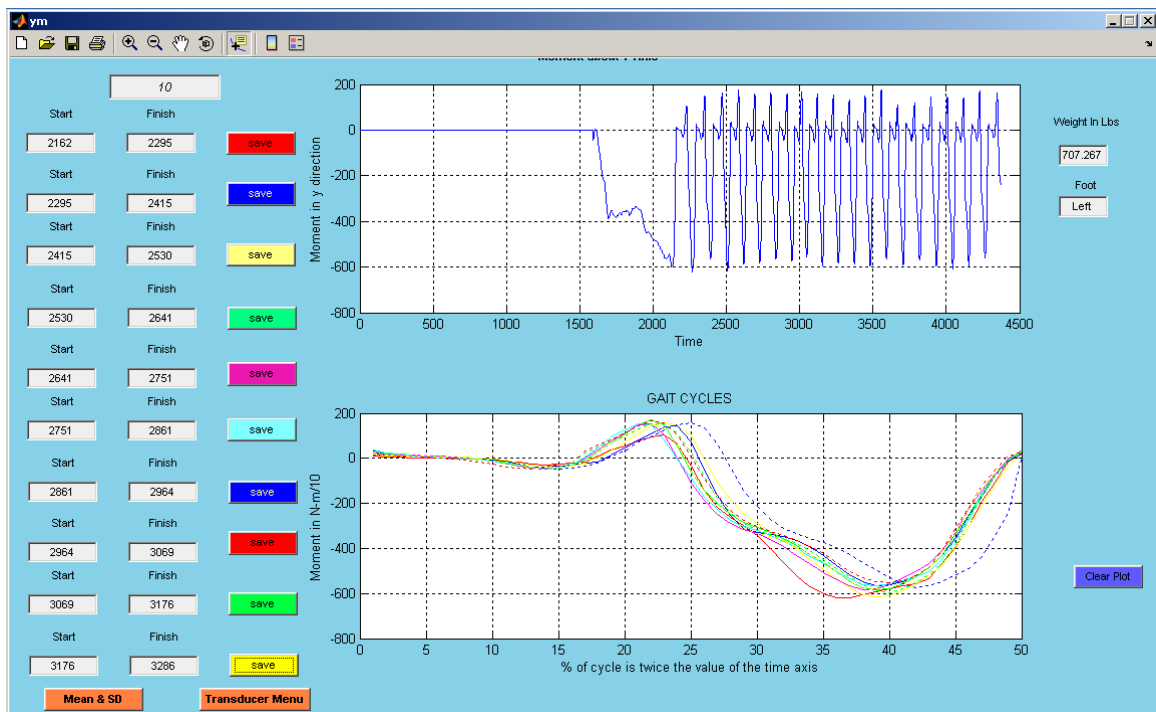 ym
Moment about Y Axis
10
Start Finish
2162 2295 save
Start Finish
2295 2415 save
Start Finish
2415 2530 save
Start Finish
2530 2641 save
Start Finish
2641 2751 save
Start Finish
2751 2861 save
Start Finish
2861 2964 save
Start Finish
2964 3069 save
Start Finish
3069 3176 save
Start Finish
3176 3286 save
Mean & SD Transducer Menu
Moment in y direction
200
0
-200
-400
-600
-800
0 500 1000 1500 2000 2500 3000 3500 4000 4500
Time
Weight In Lbs
707.267
Foot
Left
GAIT CYCLES
Moment in N-m/10
200
0
-200
-400
-600
-800
0 5 10 15 20 25 30 35 40 45 50
% of cycle is twice the value of the time axis
Clear Plot